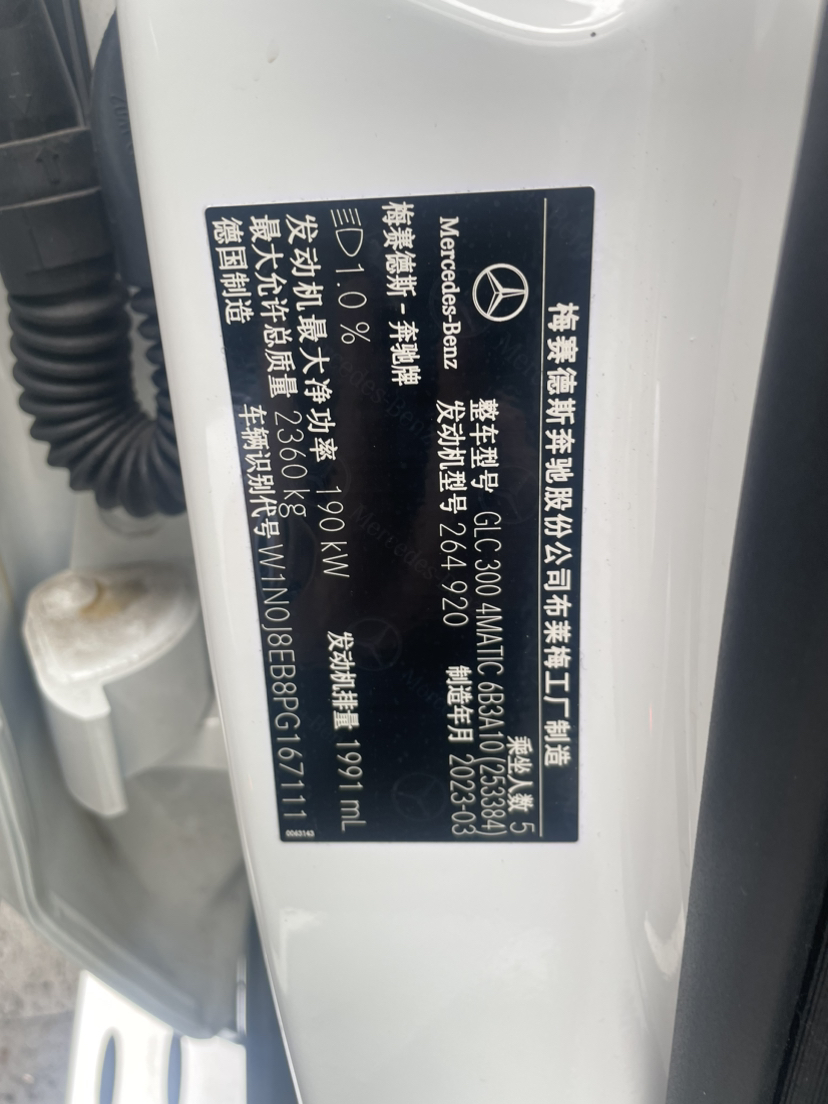 梅赛德斯奔驰股份公司布莱梅工厂制造
乘坐人数 5
Mercedes-Benz
整车型号 GLC 300 4MATIC 6B3A10 (253384)
发动机型号 264 920
制造年月 2023-03
梅赛德斯-奔驰牌
1.0 %
发动机最大净功率 190 kW
发动机排量 1991 mL
最大允许总质量 2360 kg
德国制造
车辆识别代号 W1N0J8EB8PG167111
0063143